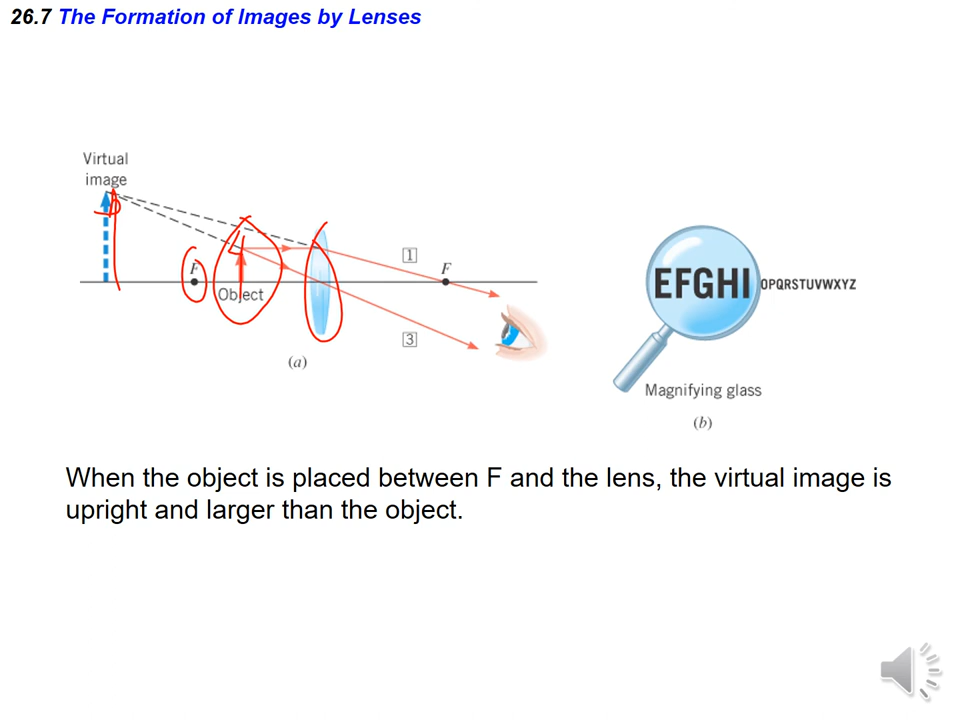 26.7 The Formation of Images by Lenses
Virtual
image
F
Object
1
F
3
(a)
EFGHI OPQRSTUVWXYZ
Magnifying glass
(b)
When the object is placed between F and the lens, the virtual image is
upright and larger than the object.